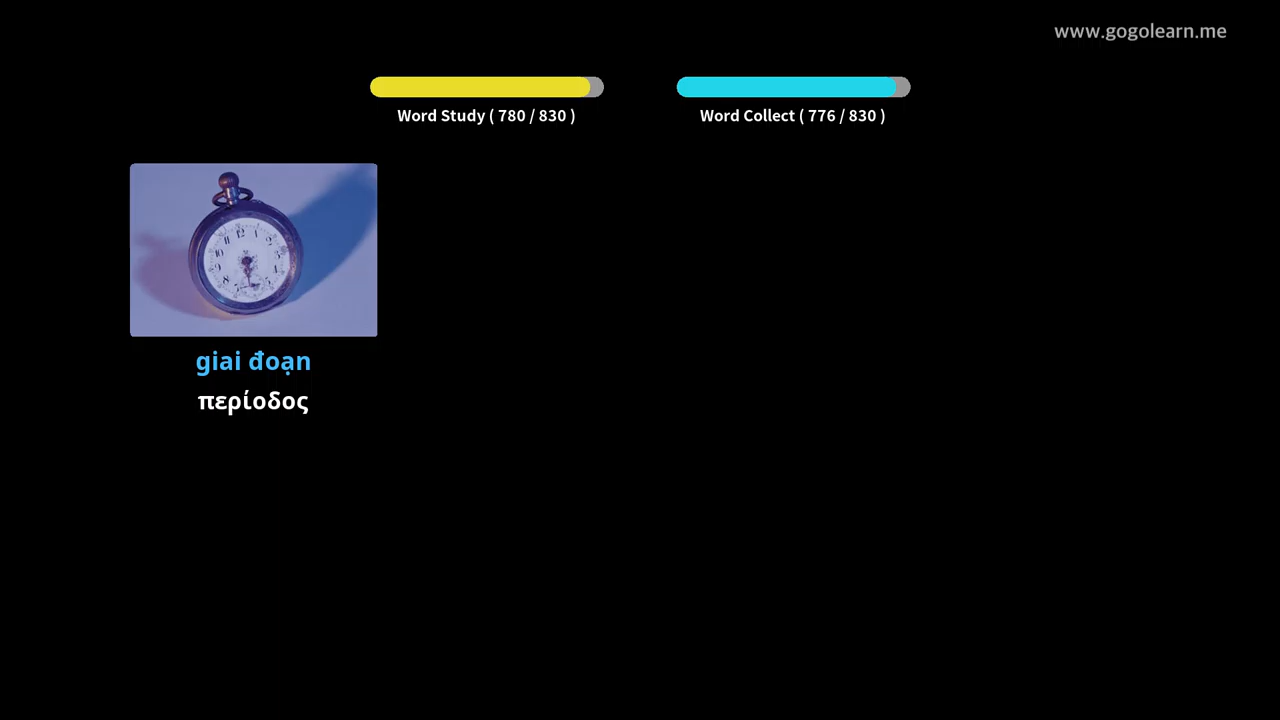 www.gogolearn.me
Word Study ( 780 / 830 )
Word Collect ( 776 / 830 )
giai đoạn
περίοδος